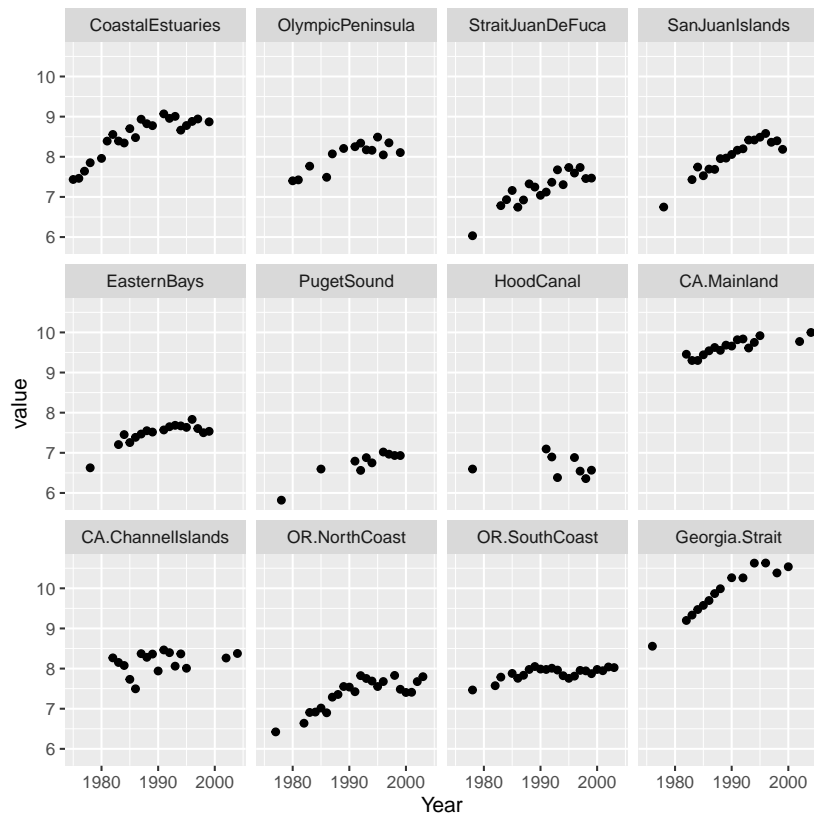 CoastalEstuaries OlympicPeninsula StraitJuanDeFuca SanJuanIslands
10
9
8
7
6
EasternBays PugetSound HoodCanal CA.Mainland
10
9
8
7
6
value
CA.ChannelIslands OR.NorthCoast OR.SouthCoast Georgia.Strait
10
9
8
7
6
1980 1990 2000 1980 1990 2000 1980 1990 2000 1980 1990 2000
Year